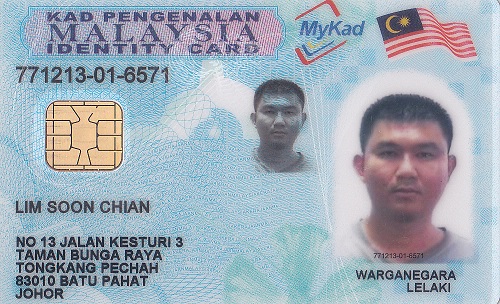 KAD PENGENALAN
MALAYSIA
IDENTITY CARD
MyKad
771213-01-6571
LIM SOON CHIAN
NO 13 JALAN KESTURI 3
TAMAN BUNGA RAYA
TONGKANG PECHAH
83010 BATU PAHAT
JOHOR
771213-01-6571
WARGANEGARA
LELAKI